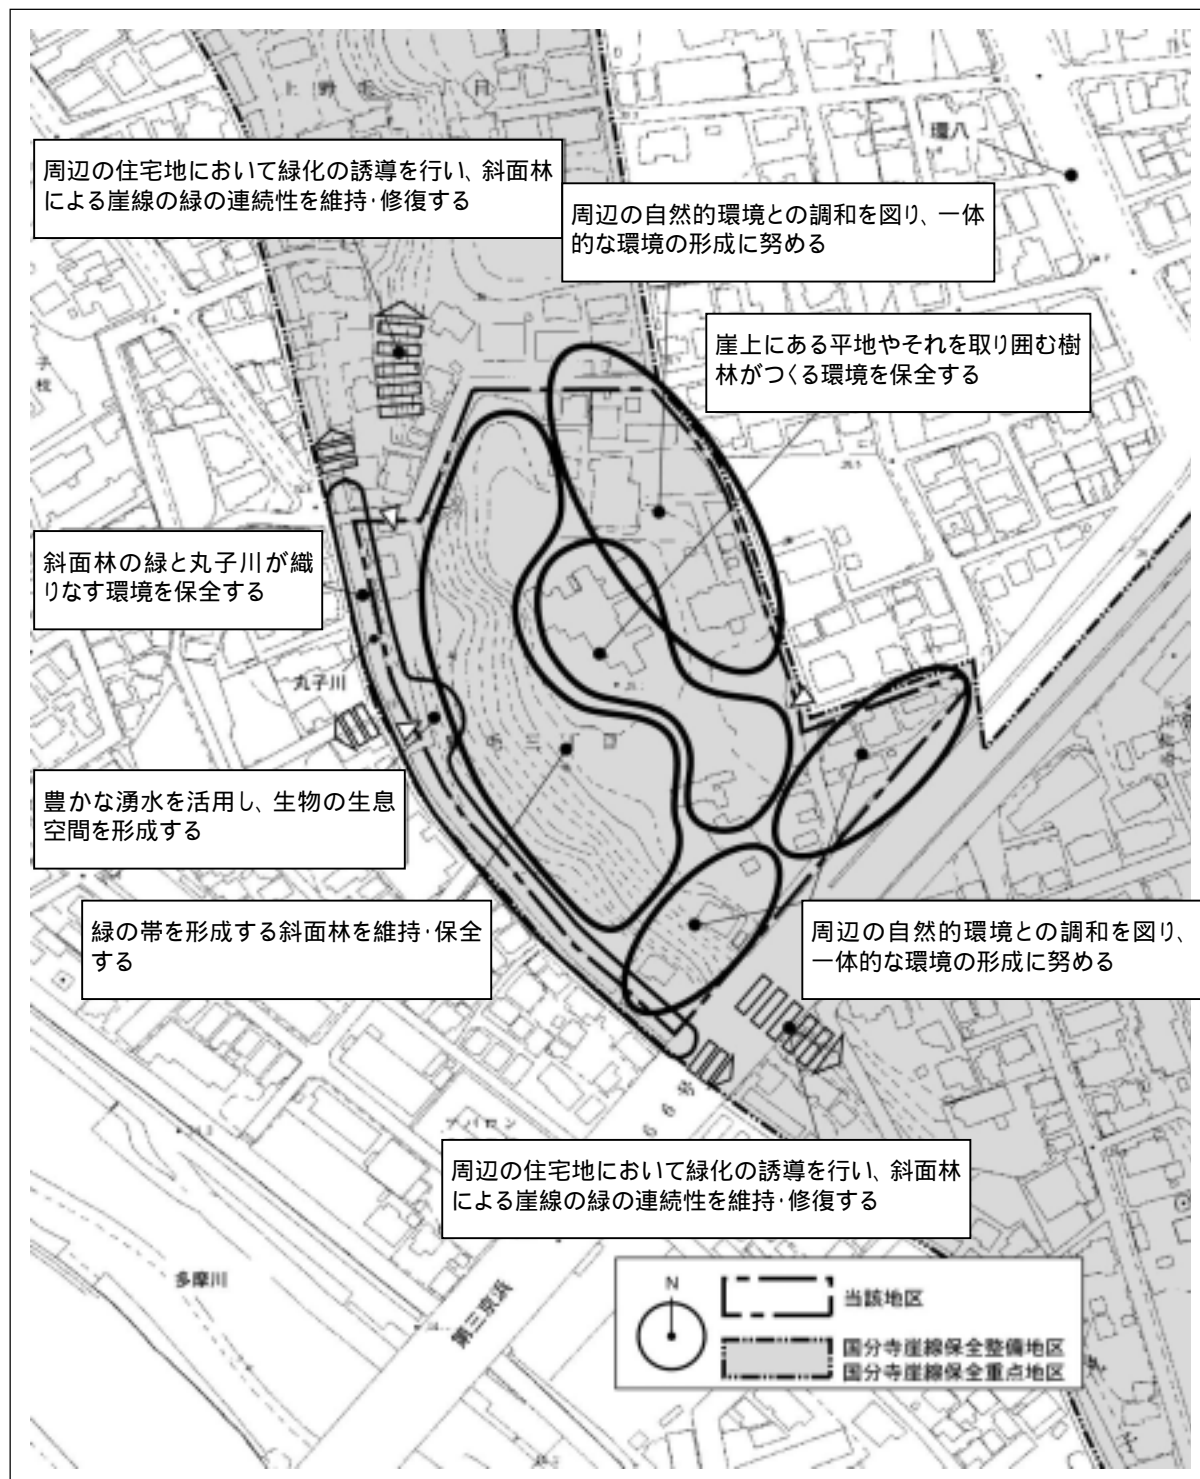 環八
周辺の住宅地において緑化の誘導を行い、斜面林
による崖線の緑の連続性を維持・修復する
周辺の自然的環境との調和を図り、一体
的な環境の形成に努める
崖上にある平地やそれを取り囲む樹
林がつくる環境を保全する
斜面林の緑と丸子川が織
りなす環境を保全する
丸子川
豊かな湧水を活用し、生物の生息
空間を形成する
緑の帯を形成する斜面林を維持・保全
する
周辺の自然的環境との調和を図り、
一体的な環境の形成に努める
周辺の住宅地において緑化の誘導を行い、斜面林
による崖線の緑の連続性を維持・修復する
多摩川
第三京浜
N
当該地区
国分寺崖線保全整備地区
国分寺崖線保全重点地区